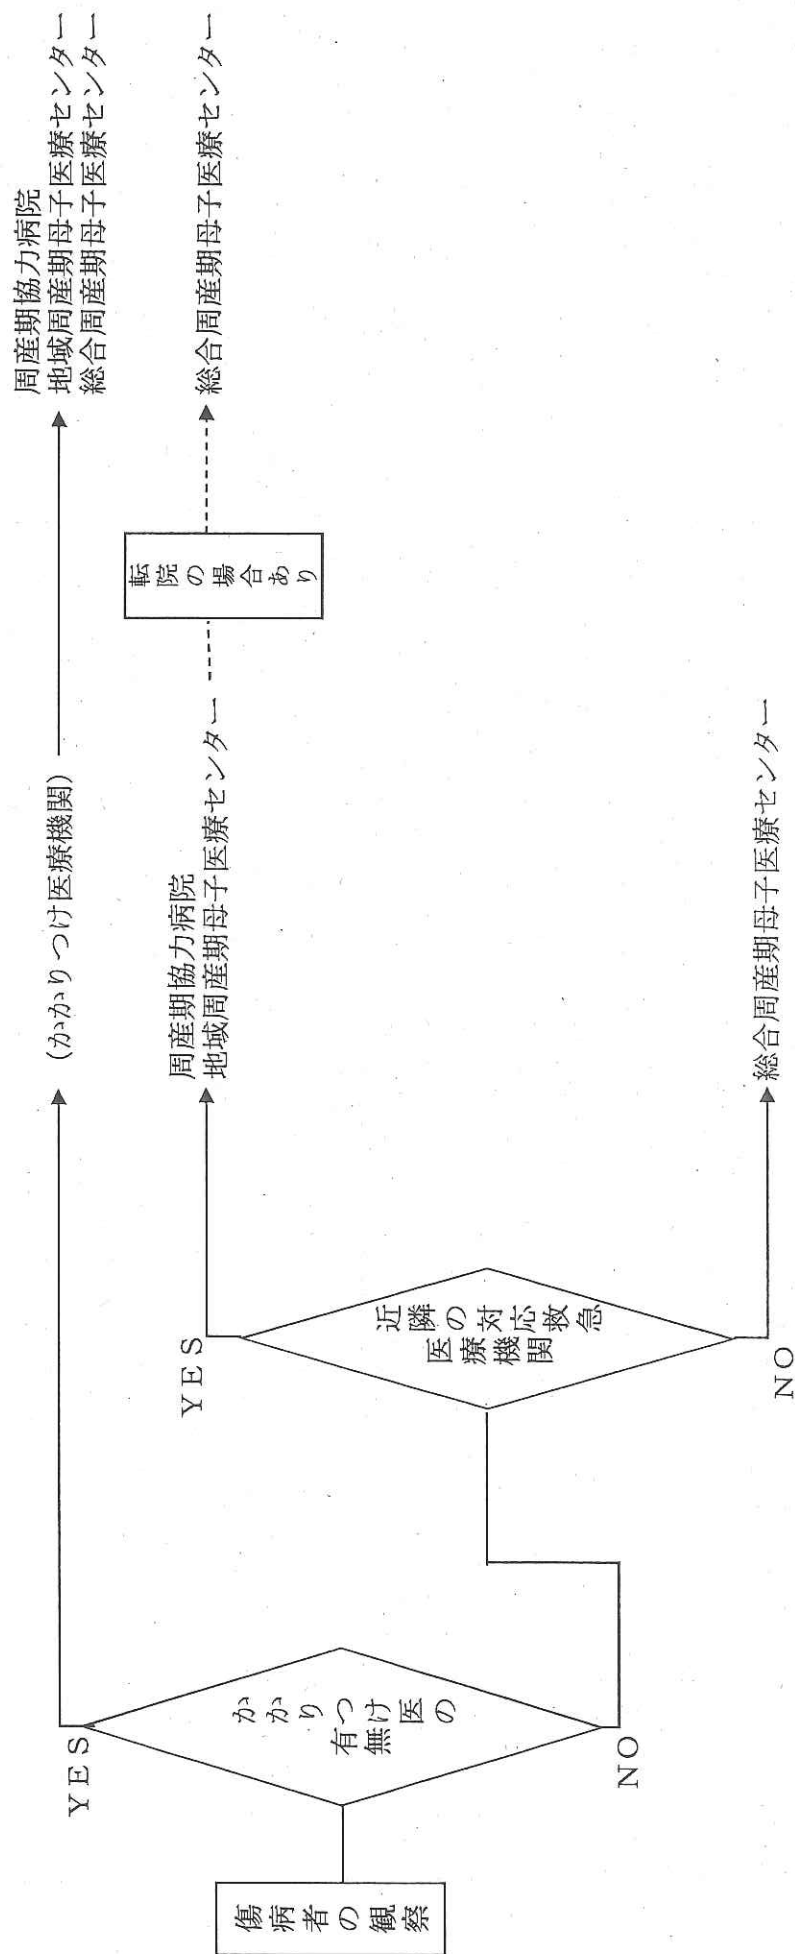 傷病者の観察
かかりつけ医の
有無
YES
(かかりつけ医療機関)
周産期協力病院
地域周産期母子医療センター
総合周産期母子医療センター
NO
近隣の対応救急
医療機関
YES
周産期協力病院
地域周産期母子医療センター
転院の場合あり
総合周産期母子医療センター
NO
総合周産期母子医療センター